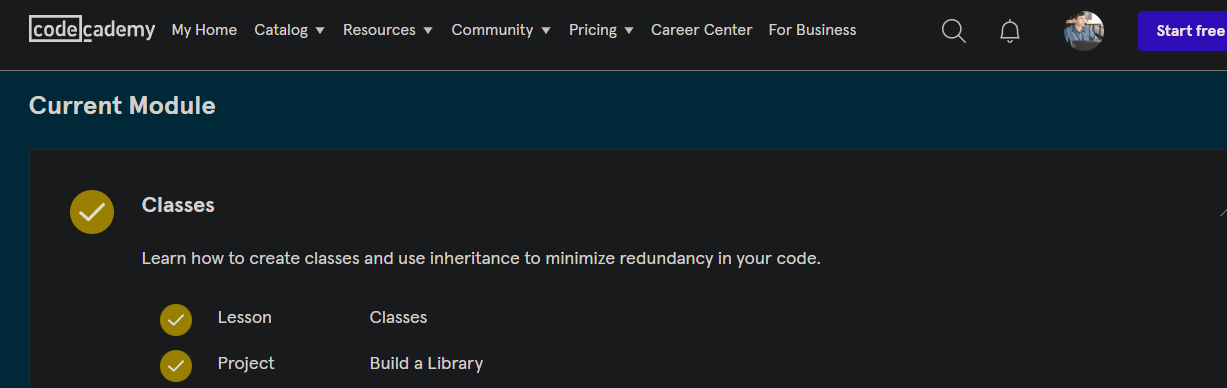 codecademy My Home Catalog Resources Community Pricing Career Center For Business Start free
Current Module
Classes
Learn how to create classes and use inheritance to minimize redundancy in your code.
Lesson Classes
Project Build a Library